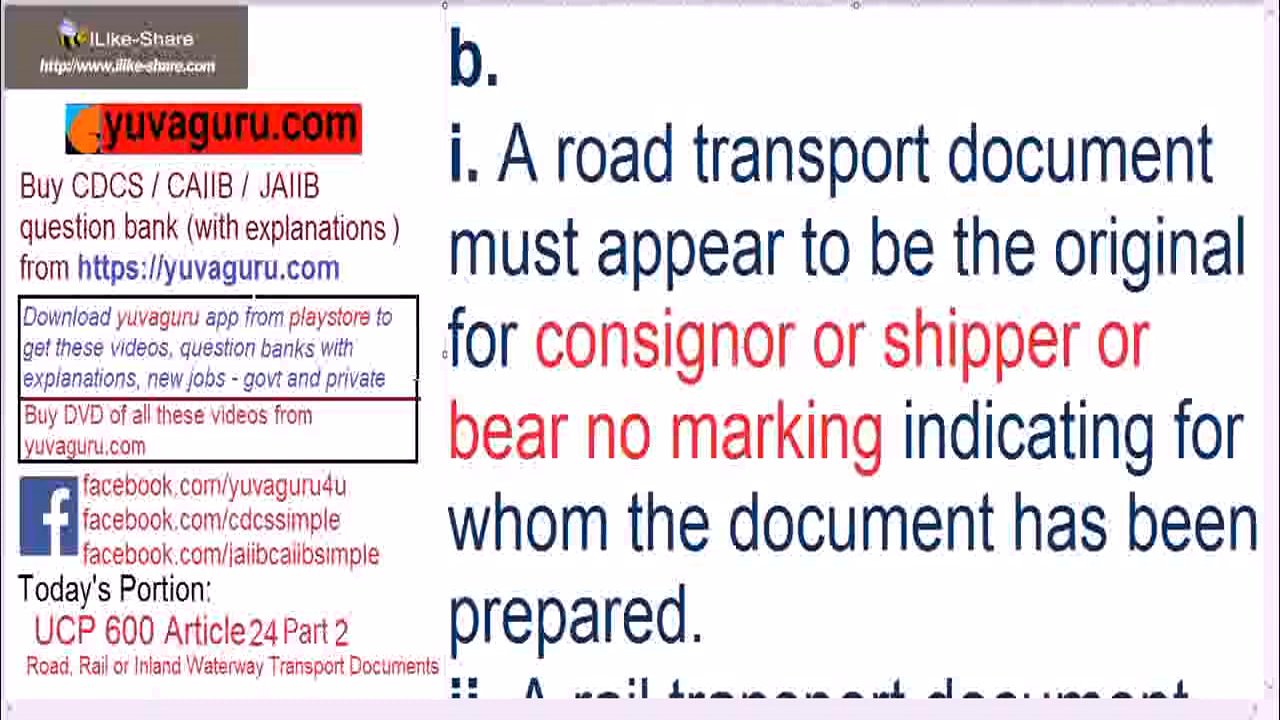 iLike-Share
http://www.ilike-share.com
yuvaguru.com
Buy CDCS / CAIIB / JAIIB
question bank (with explanations )
from https://yuvaguru.com
Download yuvaguru app from playstore to
get these videos, question banks with
explanations, new jobs - govt and private
Buy DVD of all these videos from
yuvaguru.com
facebook.com/yuvaguru4u
facebook.com/cdcssimple
facebook.com/jaiibcaiibsimple
Today's Portion:
UCP 600 Article 24 Part 2
Road, Rail or Inland Waterway Transport Documents
b.
i. A road transport document
must appear to be the original
for consignor or shipper or
bear no marking indicating for
whom the document has been
prepared.
ii. A rail transport document